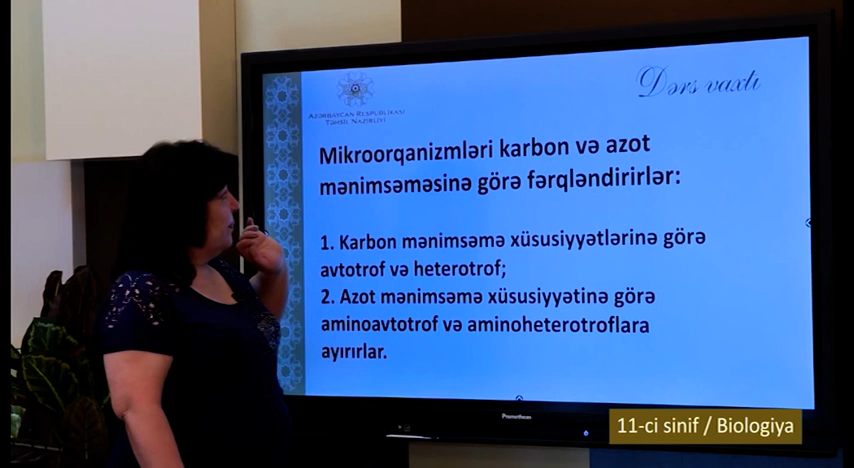 Dərs vaxtı
AZƏRBAYCAN RESPUBLİKASI
TƏHSİL NAZİRLİYİ
Mikroorqanizmləri karbon və azot
mənimsəməsinə görə fərqləndirirlər:
1. Karbon mənimsəmə xüsusiyyətlərinə görə
avtotrof və heterotrof;
2. Azot mənimsəmə xüsusiyyətinə görə
aminoavtotrof və aminoheterotroflara
ayırırlar.
Promethean
11-ci sinif / Biologiya